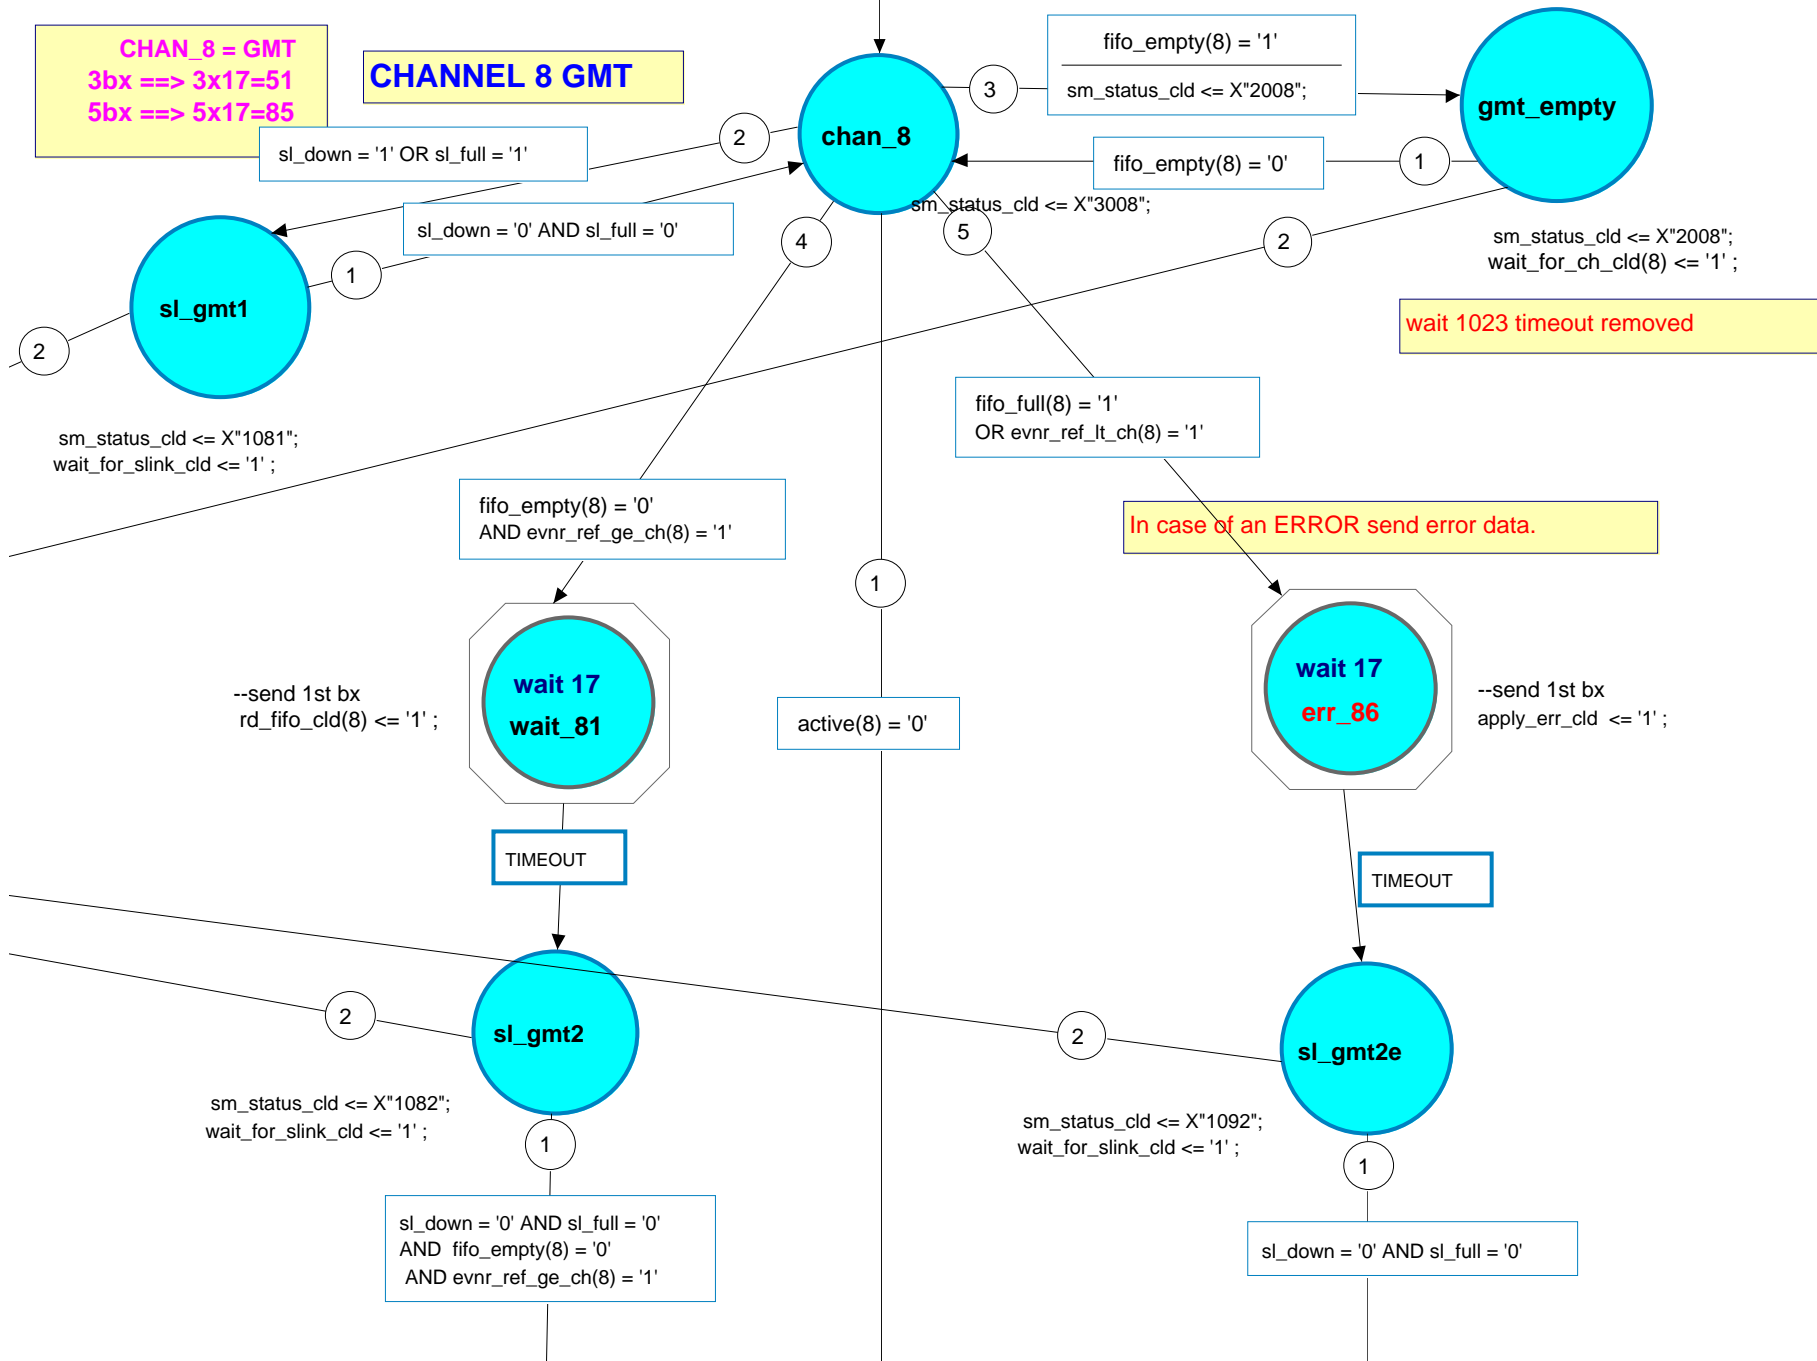 CHAN_8 = GMT
3bx ==> 3x17=51
5bx ==> 5x17=85
CHANNEL 8 GMT
sl_down = '1' OR sl_full = '1'
2
chan_8
3
fifo_empty(8) = '1'
sm_status_cld <= X"2008";
gmt_empty
fifo_empty(8) = '0'
1
sm_status_cld <= X"3008";
sl_down = '0' AND sl_full = '0'
1
4
5
2
sm_status_cld <= X"2008";
wait_for_ch_cld(8) <= '1' ;
sl_gmt1
2
wait 1023 timeout removed
sm_status_cld <= X"1081";
wait_for_slink_cld <= '1' ;
fifo_full(8) = '1'
OR evnr_ref_lt_ch(8) = '1'
fifo_empty(8) = '0'
AND evnr_ref_ge_ch(8) = '1'
In case of an ERROR send error data.
1
--send 1st bx
rd_fifo_cld(8) <= '1' ;
wait 17
wait_81
active(8) = '0'
wait 17
err_86
--send 1st bx
apply_err_cld <= '1' ;
TIMEOUT
TIMEOUT
2
sl_gmt2
2
sl_gmt2e
sm_status_cld <= X"1082";
wait_for_slink_cld <= '1' ;
1
sm_status_cld <= X"1092";
wait_for_slink_cld <= '1' ;
1
sl_down = '0' AND sl_full = '0'
AND fifo_empty(8) = '0'
AND evnr_ref_ge_ch(8) = '1'
sl_down = '0' AND sl_full = '0'